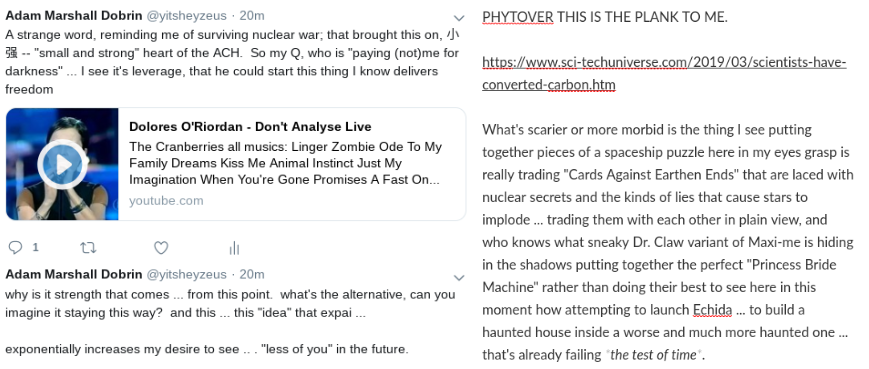 Adam Marshall Dobrin @yitsheyzeus · 20m
A strange word, reminding me of surviving nuclear war; that brought this on, 小
强 -- "small and strong" heart of the ACH.  So my Q, who is "paying (not)me for
darkness" ... I see it's leverage, that he could start this thing I know delivers
freedom
Dolores O'Riordan - Don't Analyse Live
The Cranberries all musics: Linger Zombie Ode To My
Family Dreams Kiss Me Animal Instinct Just My
Imagination When You're Gone Promises A Fast On...
youtube.com
1
Adam Marshall Dobrin @yitsheyzeus · 20m
why is it strength that comes ... from this point.  what's the alternative, can you
imagine it staying this way?  and this ... this "idea" that expai ...
exponentially increases my desire to see .. . "less of you" in the future.
PHYTOVER THIS IS THE PLANK TO ME.
https://www.sci-techuniverse.com/2019/03/scientists-have-
converted-carbon.htm
What's scarier or more morbid is the thing I see putting
together pieces of a spaceship puzzle here in my eyes grasp is
really trading "Cards Against Earthen Ends" that are laced with
nuclear secrets and the kinds of lies that cause stars to
implode ... trading them with each other in plain view, and
who knows what sneaky Dr. Claw variant of Maxi-me is hiding
in the shadows putting together the perfect "Princess Bride
Machine" rather than doing their best to see here in this
moment how attempting to launch Echida ... to build a
haunted house inside a worse and much more haunted one ...
that's already failing "the test of time".